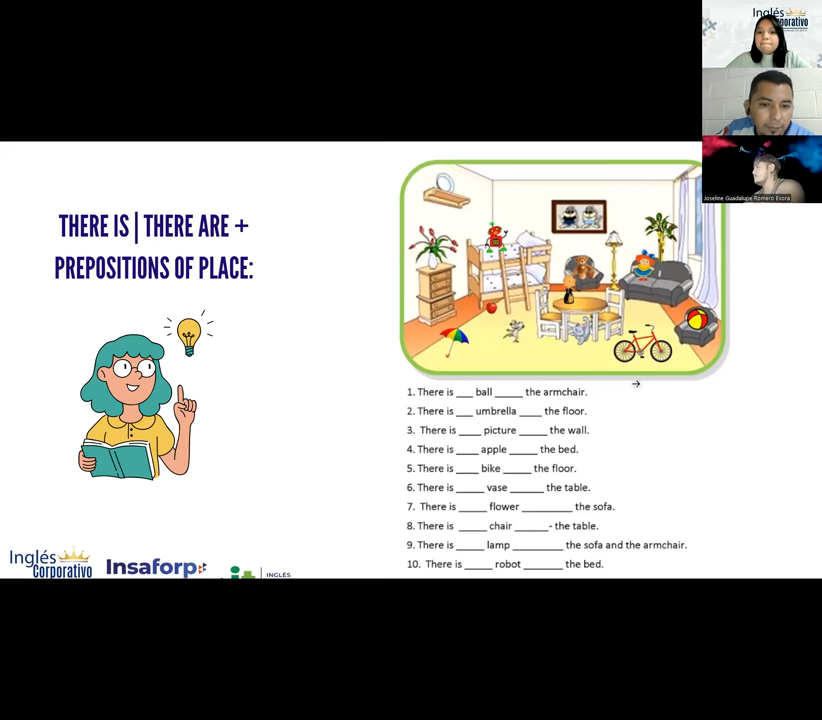 Inglés
orporativo
Joseline Guadalupe Romero Evora
THERE IS | THERE ARE +
PREPOSITIONS OF PLACE:
1. There is ___ ball _____ the armchair.
2. There is ___ umbrella ____ the floor.
3. There is ____ picture _____ the wall.
4. There is ____ apple _____ the bed.
5. There is ____ bike _____ the floor.
6. There is _____ vase ______ the table.
7. There is _____ flower _________ the sofa.
8. There is _____ chair ______- the table.
9. There is _____ lamp _________ the sofa and the armchair.
10. There is _____ robot _______ the bed.
Inglés
Corporativo
Insaforp
INGLÉS